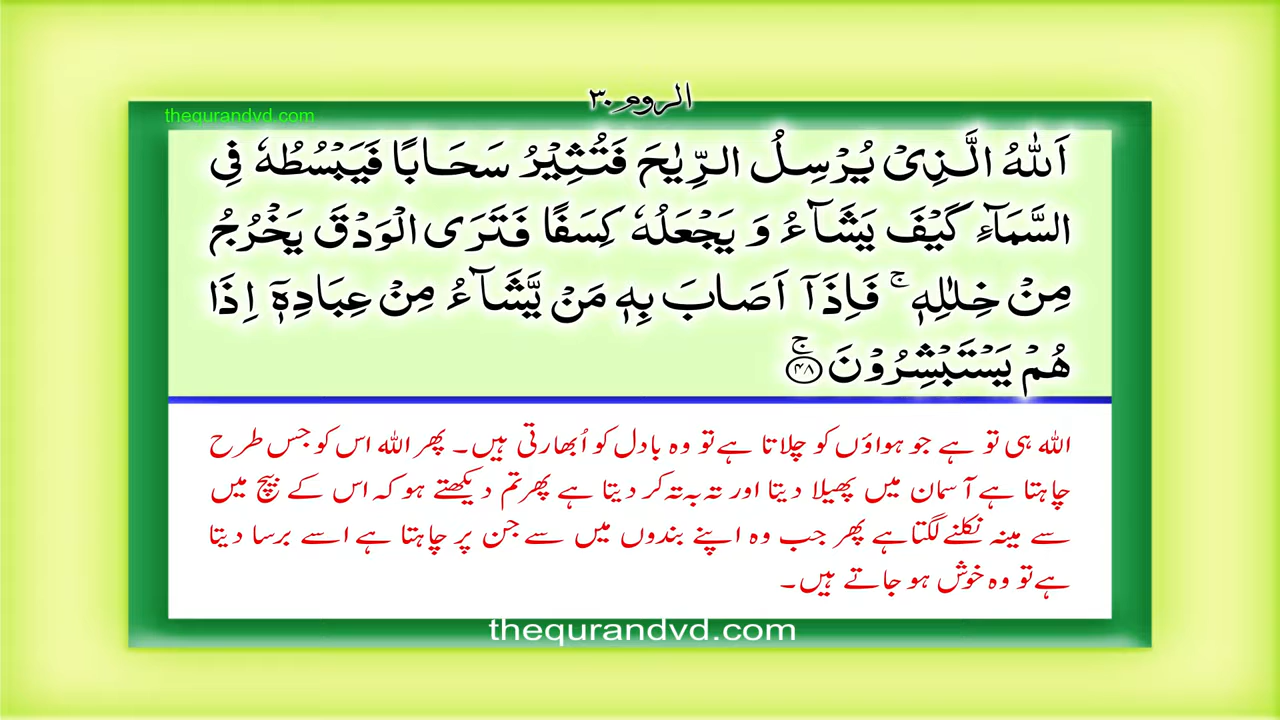 الروم ٣٠
thequrandvd.com
اَللّٰهُ الَّذِىْ يُرْسِلُ الرِّيٰحَ فَتُثِيْرُ سَحَابًا فَيَبْسُطُهٗ فِى
السَّمَآءِ كَيْفَ يَشَآءُ وَ يَجْعَلُهٗ كِسَفًا فَتَرَى الْوَدْقَ يَخْرُجُ
مِنْ خِلٰلِهٖ ۚ فَاِذَآ اَصَابَ بِهٖ مَنْ يَّشَآءُ مِنْ عِبَادِهٖۤ اِذَا
هُمْ يَسْتَبْشِرُوْنَ ۚ ﴿۴۸﴾
اللہ ہی تو ہے جو ہواؤں کو چلاتا ہے تو وہ بادل کو اُبھارتی ہیں۔ پھر اللہ اس کو جس طرح
چاہتا ہے آسمان میں پھیلا دیتا اور تہ بہ تہ کر دیتا ہے پھر تم دیکھتے ہو کہ اس کے بیچ میں
سے مینہ نکلنے لگتا ہے پھر جب وہ اپنے بندوں میں سے جن پر چاہتا ہے اسے برسا دیتا
ہے تو وہ خوش ہو جاتے ہیں۔
thequrandvd.com